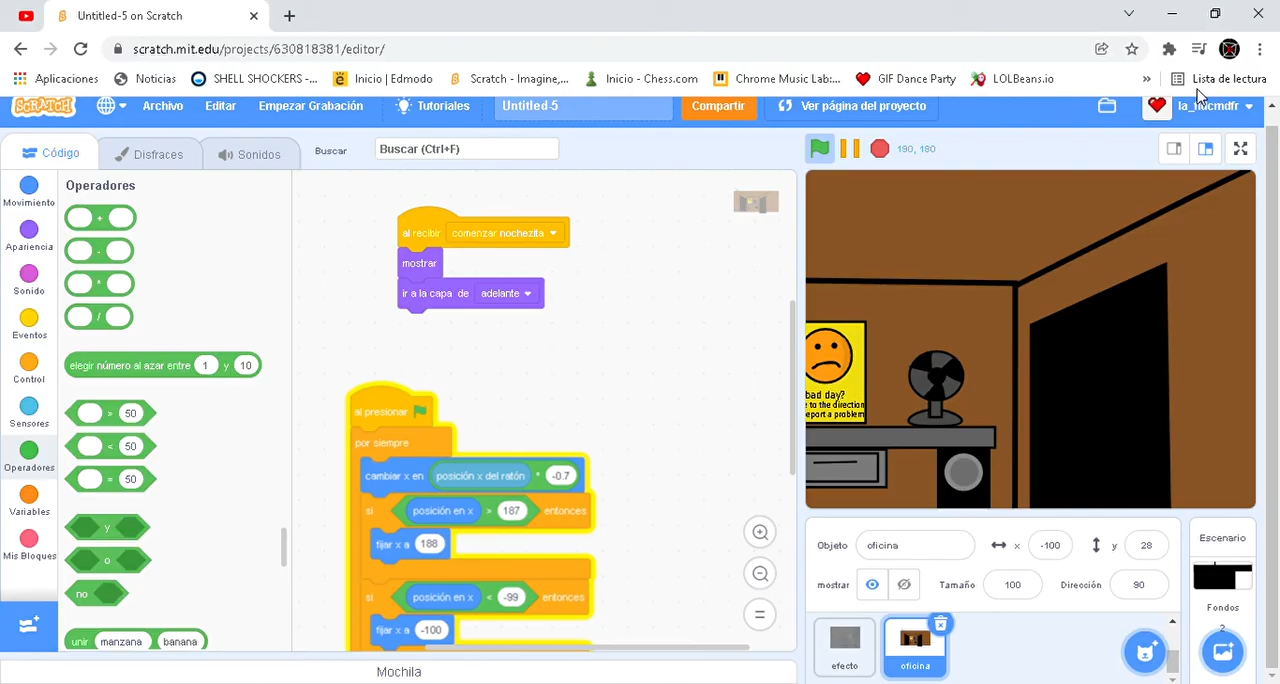 Untitled-5 on Scratch
scratch.mit.edu/projects/630818381/editor/
Aplicaciones
Noticias
SHELL SHOCKERS -...
Inicio | Edmodo
Scratch - Imagine,...
Inicio - Chess.com
Chrome Music Lab:...
GIF Dance Party
LOLBeans.io
»
Lista de lectura
SCRATCH
Archivo
Editar
Empezar Grabación
Tutoriales
Untitled-5
Compartir
Ver página del proyecto
Código
Disfraces
Sonidos
Buscar
Buscar (Ctrl+F)
190, 180
Movimiento
Apariencia
Sonido
Eventos
Control
Sensores
Operadores
Variables
Mis Bloques
Operadores
+
-
*
/
elegir número al azar entre 1 y 10
> 50
< 50
= 50
y
o
no
unir manzana banana
al recibir comenzar nochezita
mostrar
ir a la capa de adelante
al presionar
por siempre
cambiar x en posición x del ratón * -0.7
si posición en x > 187 entonces
fijar x a 188
si posición en x < -99 entonces
fijar x a -100
bad day?
to the direction
eport a problem
Objeto oficina x -100 y 28
mostrar Tamaño 100 Dirección 90
efecto
oficina
Escenario
Fondos
2
Mochila